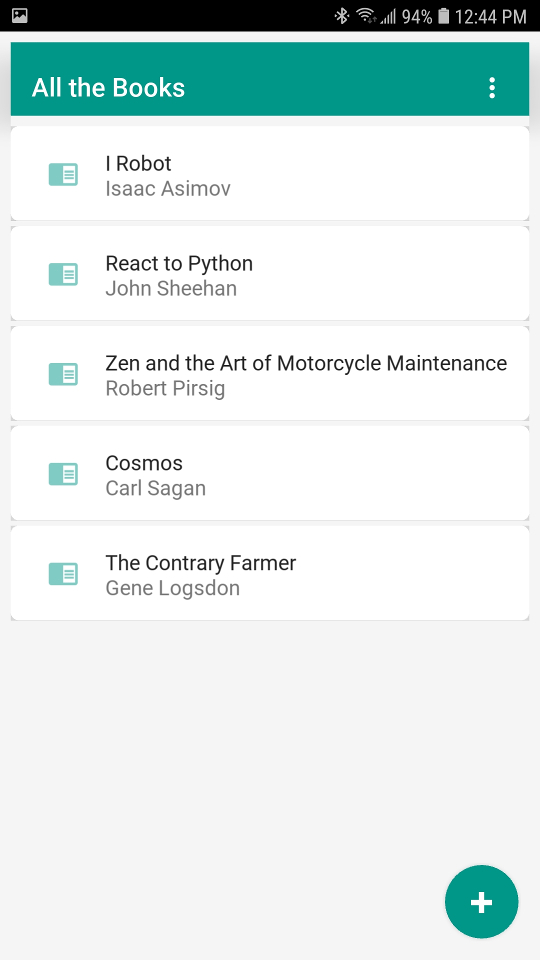 94% 12:44 PM
All the Books
I Robot
Isaac Asimov
React to Python
John Sheehan
Zen and the Art of Motorcycle Maintenance
Robert Pirsig
Cosmos
Carl Sagan
The Contrary Farmer
Gene Logsdon